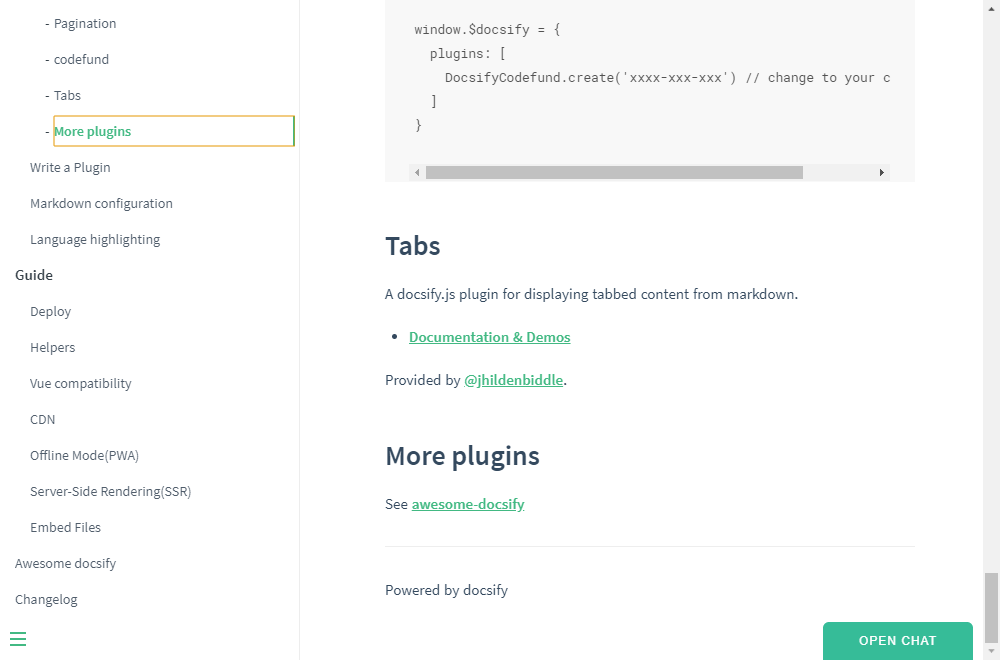 - Pagination
- codefund
- Tabs
- More plugins
Write a Plugin
Markdown configuration
Language highlighting
Guide
Deploy
Helpers
Vue compatibility
CDN
Offline Mode(PWA)
Server-Side Rendering(SSR)
Embed Files
Awesome docsify
Changelog
window.$docsify = {
  plugins: [
    DocsifyCodefund.create('xxxx-xxx-xxx') // change to your c
  ]
}
Tabs
A docsify.js plugin for displaying tabbed content from markdown.
• Documentation & Demos
Provided by @jhildenbiddle.
More plugins
See awesome-docsify
Powered by docsify
OPEN CHAT